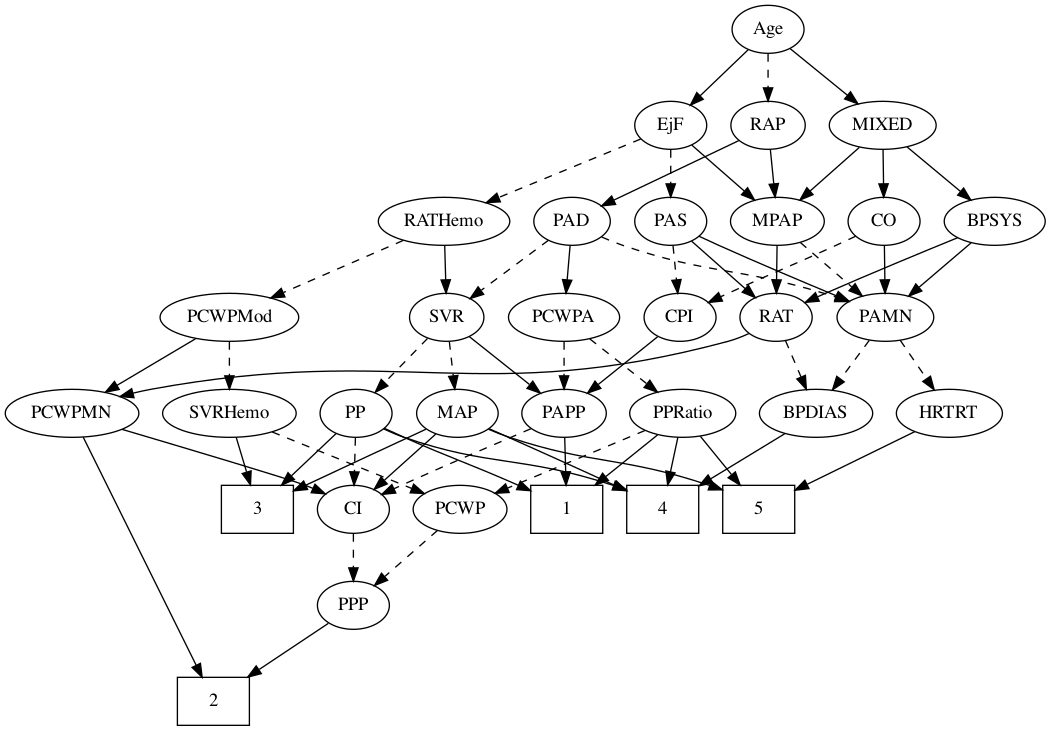 Age
EjF
RAP
MIXED
RATHemo
PAD
PAS
MPAP
CO
BPSYS
PCWPMod
SVR
PCWPA
CPI
RAT
PAMN
PCWPMN
SVRHemo
PP
MAP
PAPP
PPRatio
BPDIAS
HRTRT
3
CI
PCWP
1
4
5
PPP
2